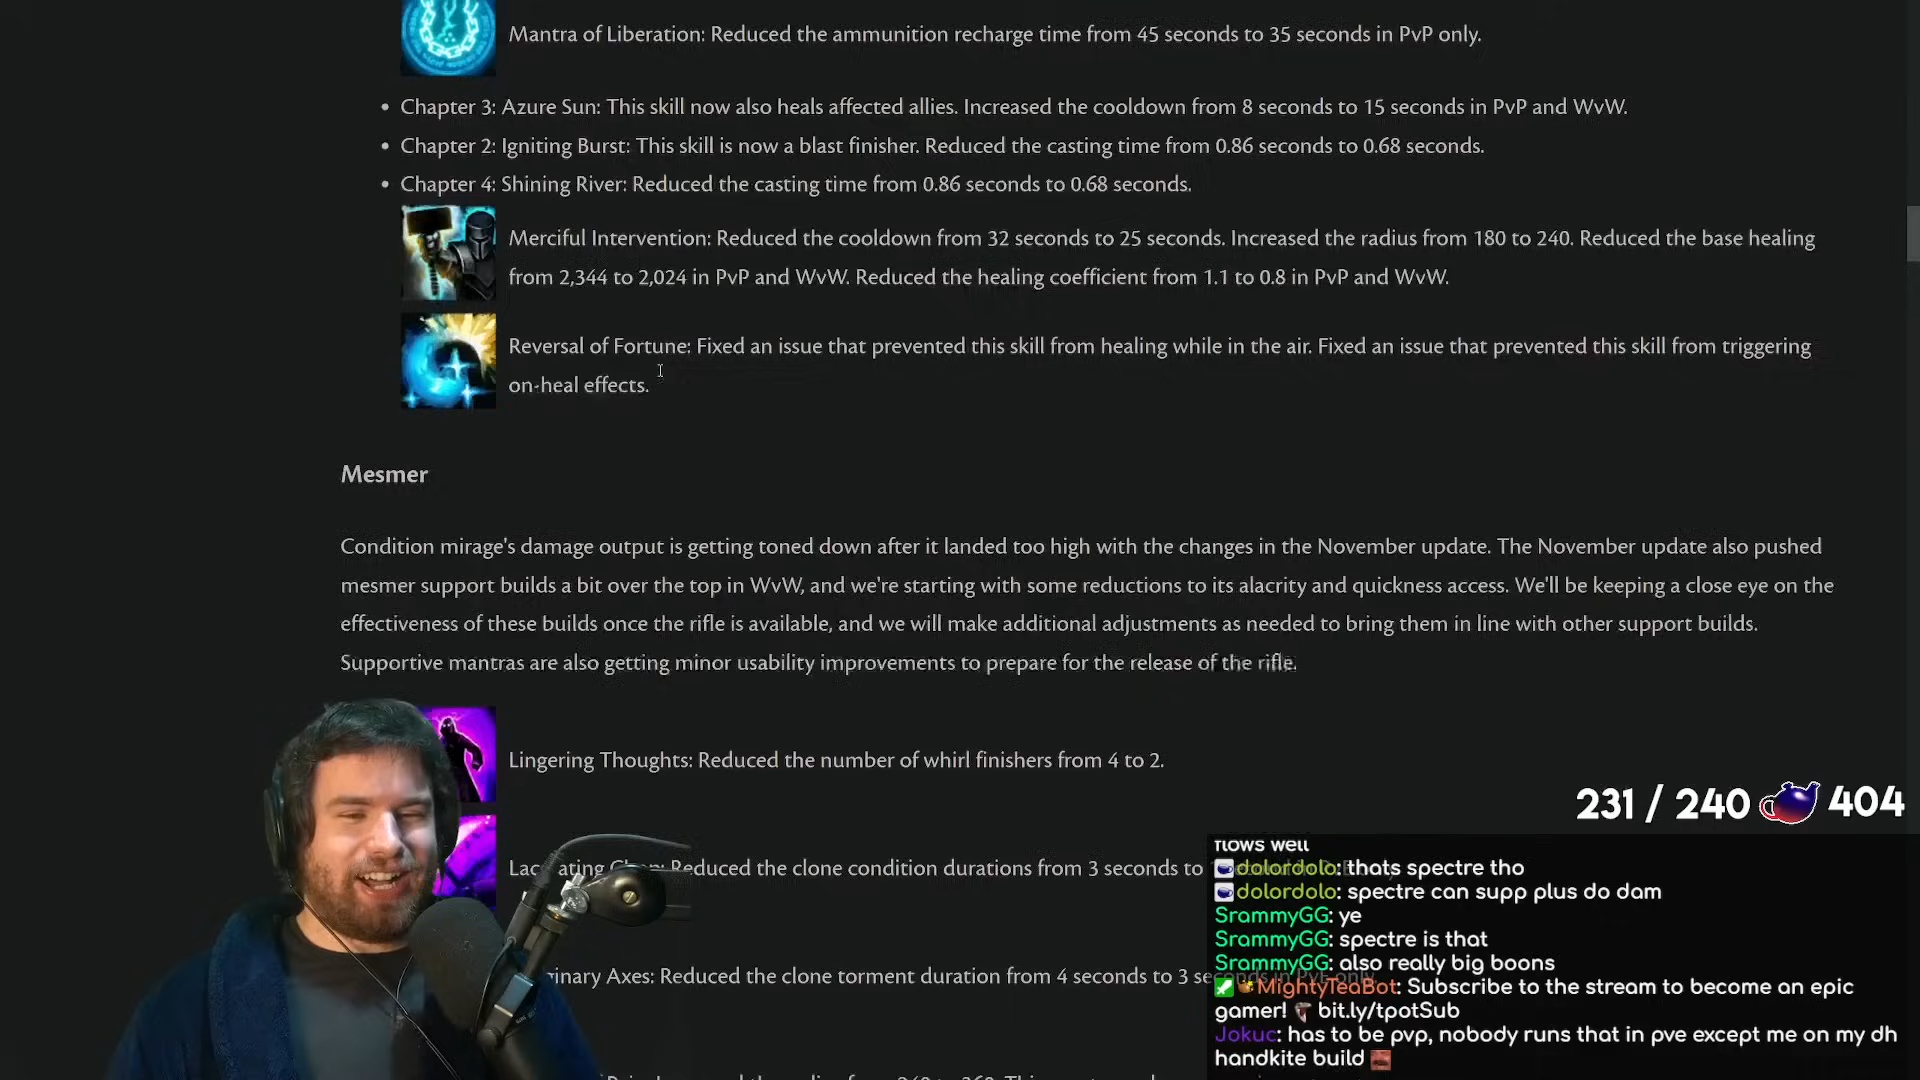 Mantra of Liberation: Reduced the ammunition recharge time from 45 seconds to 35 seconds in PvP only.
• Chapter 3: Azure Sun: This skill now also heals affected allies. Increased the cooldown from 8 seconds to 15 seconds in PvP and WvW.
• Chapter 2: Igniting Burst: This skill is now a blast finisher. Reduced the casting time from 0.86 seconds to 0.68 seconds.
• Chapter 4: Shining River: Reduced the casting time from 0.86 seconds to 0.68 seconds.
Merciful Intervention: Reduced the cooldown from 32 seconds to 25 seconds. Increased the radius from 180 to 240. Reduced the base healing
from 2,344 to 2,024 in PvP and WvW. Reduced the healing coefficient from 1.1 to 0.8 in PvP and WvW.
Reversal of Fortune: Fixed an issue that prevented this skill from healing while in the air. Fixed an issue that prevented this skill from triggering
on-heal effects.
Mesmer
Condition mirage's damage output is getting toned down after it landed too high with the changes in the November update. The November update also pushed
mesmer support builds a bit over the top in WvW, and we're starting with some reductions to its alacrity and quickness access. We'll be keeping a close eye on the
effectiveness of these builds once the rifle is available, and we will make additional adjustments as needed to bring them in line with other support builds.
Supportive mantras are also getting minor usability improvements to prepare for the release of the rifle.
Lingering Thoughts: Reduced the number of whirl finishers from 4 to 2.
Reduced the clone condition durations from 3 seconds to
Axes: Reduced the clone torment duration from 4 seconds to 3 seconds in PvE only.
231 / 240 404
flows well
dolordolo: thats spectre tho
dolordolo: spectre can supp plus do dam
SrammyGG: ye
SrammyGG: spectre is that
SrammyGG: also really big boons
MightyTeaBot: Subscribe to the stream to become an epic
gamer! bit.ly/tpotSub
Jokuc: has to be pvp, nobody runs that in pve except me on my dh
handkite build